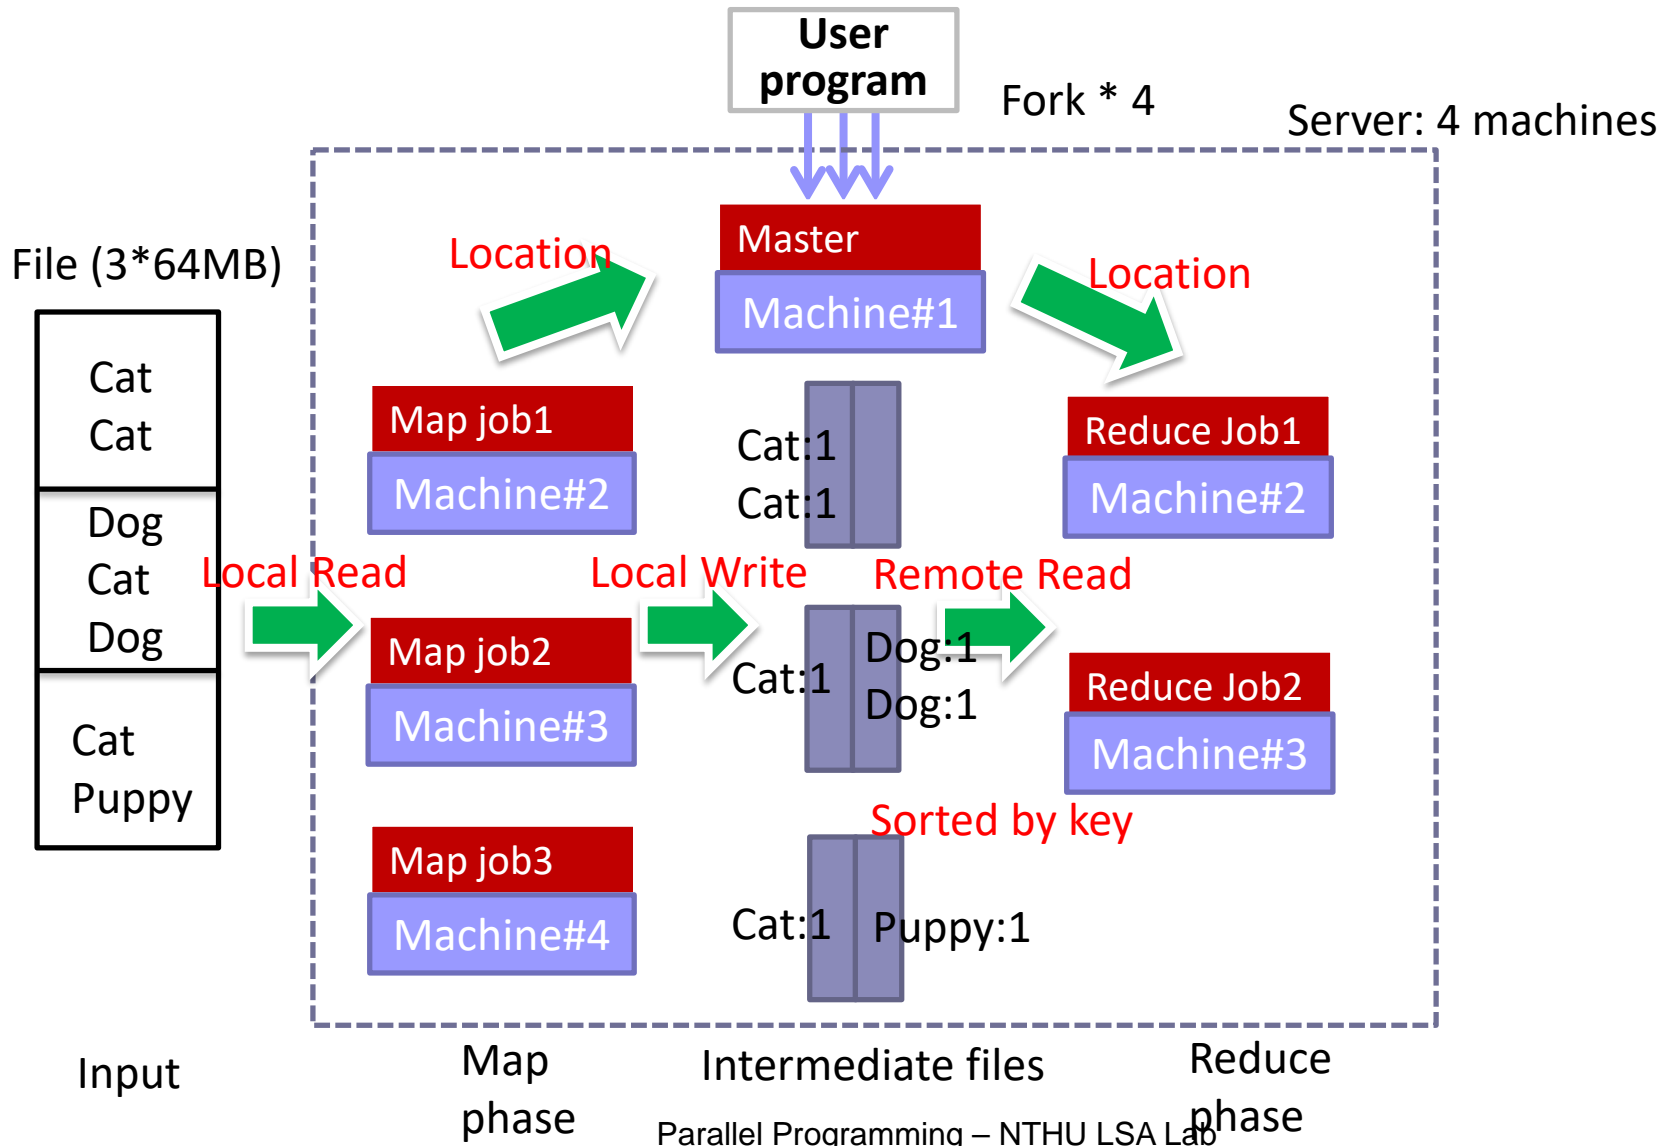 User
program
Fork * 4
Server: 4 machines
File (3*64MB)
Location
Master
Machine#1
Location
Cat
Cat
Dog
Cat
Dog
Cat
Puppy
Local Read
Map job1
Machine#2
Map job2
Machine#3
Map job3
Machine#4
Local Write
Cat:1
Cat:1
Cat:1
Dog:1
Dog:1
Cat:1
Puppy:1
Remote Read
Sorted by key
Reduce Job1
Machine#2
Reduce Job2
Machine#3
Input
Map
phase
Intermediate files
Reduce
phase
Parallel Programming – NTHU LSA Lab